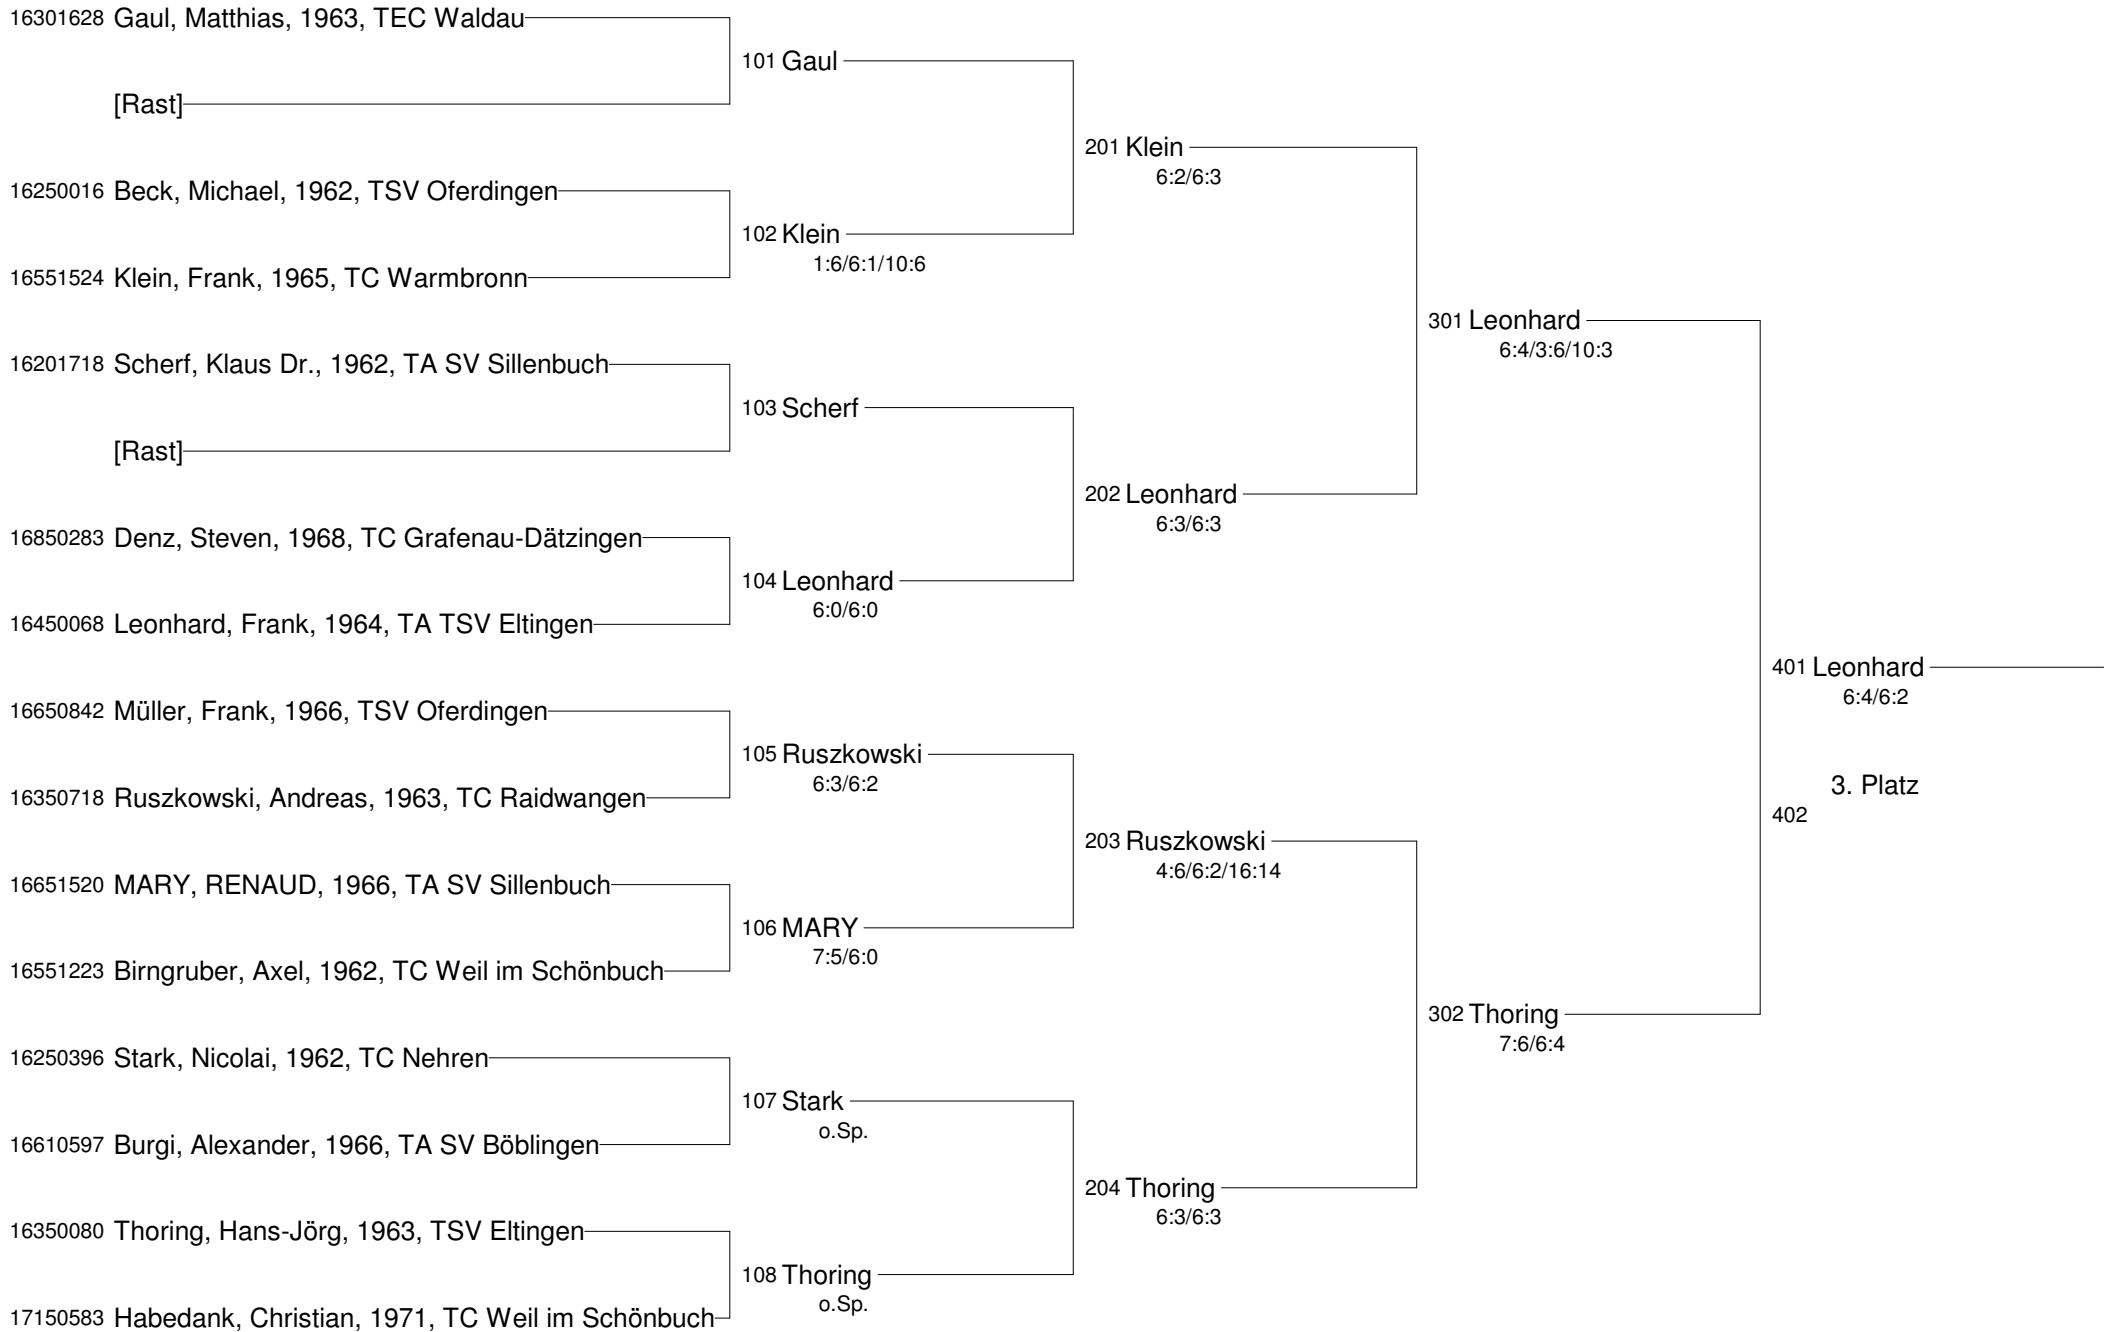 16301628 Gaul, Matthias, 1963, TEC Waldau
101 Gaul
[Rast]
201 Klein
6:2/6:3
16250016 Beck, Michael, 1962, TSV Oferdingen
102 Klein
1:6/6:1/10:6
16551524 Klein, Frank, 1965, TC Warmbronn
301 Leonhard
6:4/3:6/10:3
16201718 Scherf, Klaus Dr., 1962, TA SV Sillenbuch
103 Scherf
[Rast]
202 Leonhard
6:3/6:3
16850283 Denz, Steven, 1968, TC Grafenau-Dätzingen
104 Leonhard
6:0/6:0
16450068 Leonhard, Frank, 1964, TA TSV Eltingen
401 Leonhard
6:4/6:2
16650842 Müller, Frank, 1966, TSV Oferdingen
105 Ruszkowski
6:3/6:2
3. Platz
402
16350718 Ruszkowski, Andreas, 1963, TC Raidwangen
203 Ruszkowski
4:6/6:2/16:14
16651520 MARY, RENAUD, 1966, TA SV Sillenbuch
106 MARY
7:5/6:0
16551223 Birngruber, Axel, 1962, TC Weil im Schönbuch
302 Thoring
7:6/6:4
16250396 Stark, Nicolai, 1962, TC Nehren
107 Stark
o.Sp.
16610597 Burgi, Alexander, 1966, TA SV Böblingen
204 Thoring
6:3/6:3
16350080 Thoring, Hans-Jörg, 1963, TSV Eltingen
108 Thoring
o.Sp.
17150583 Habedank, Christian, 1971, TC Weil im Schönbuch